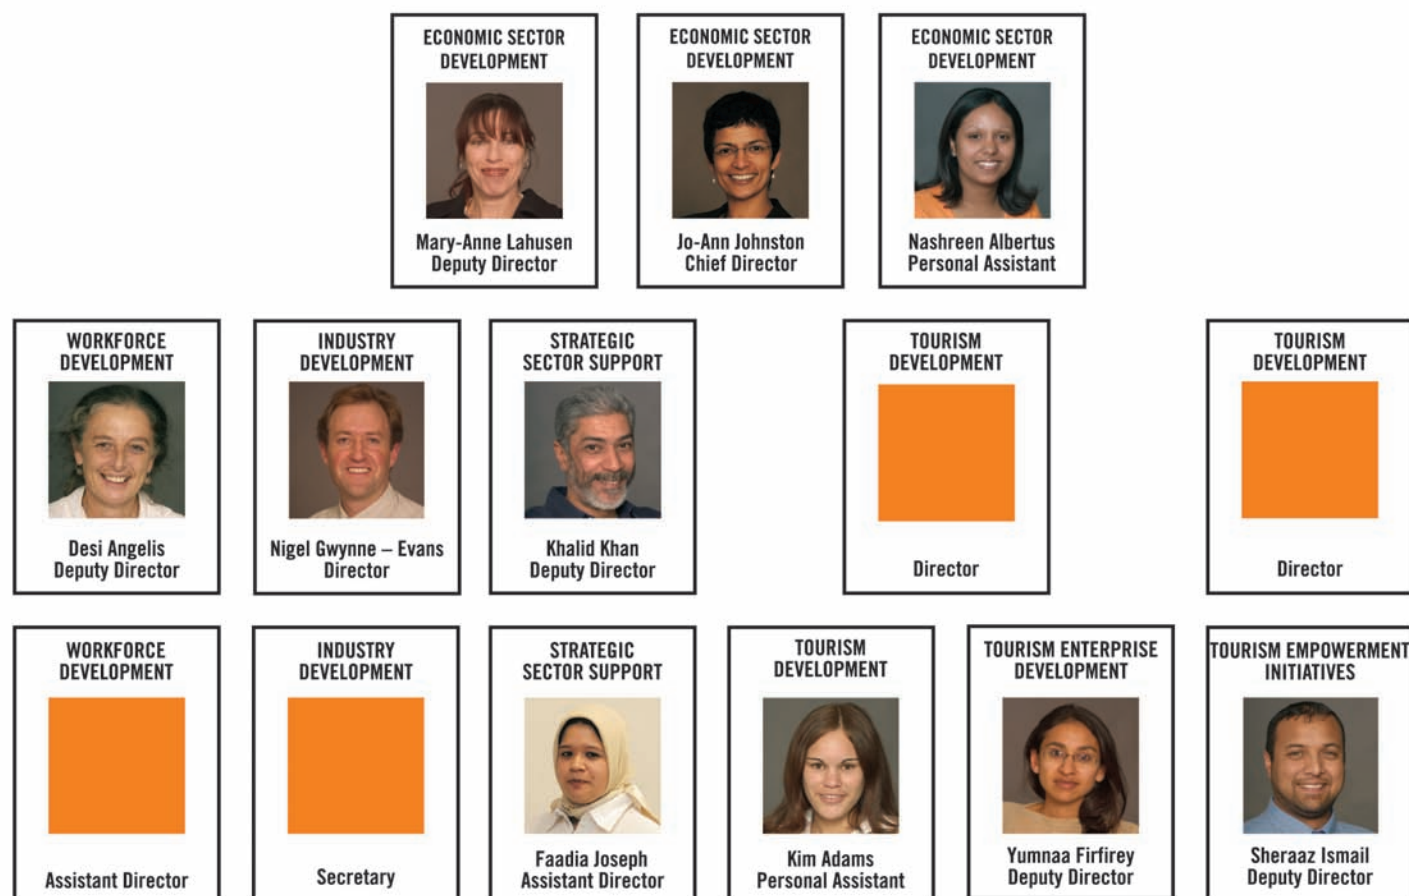 ECONOMIC SECTOR
DEVELOPMENT
Mary-Anne Lahusen
Deputy Director
ECONOMIC SECTOR
DEVELOPMENT
Jo-Ann Johnston
Chief Director
ECONOMIC SECTOR
DEVELOPMENT
Nashreen Albertus
Personal Assistant
WORKFORCE
DEVELOPMENT
Desi Angelis
Deputy Director
INDUSTRY
DEVELOPMENT
Nigel Gwynne – Evans
Director
STRATEGIC
SECTOR SUPPORT
Khalid Khan
Deputy Director
TOURISM
DEVELOPMENT
Director
TOURISM
DEVELOPMENT
Director
WORKFORCE
DEVELOPMENT
Assistant Director
INDUSTRY
DEVELOPMENT
Secretary
STRATEGIC
SECTOR SUPPORT
Faadia Joseph
Assistant Director
TOURISM
DEVELOPMENT
Kim Adams
Personal Assistant
TOURISM ENTERPRISE
DEVELOPMENT
Yumnaa Firfirey
Deputy Director
TOURISM EMPOWERMENT
INITIATIVES
Sheraaz Ismail
Deputy Director